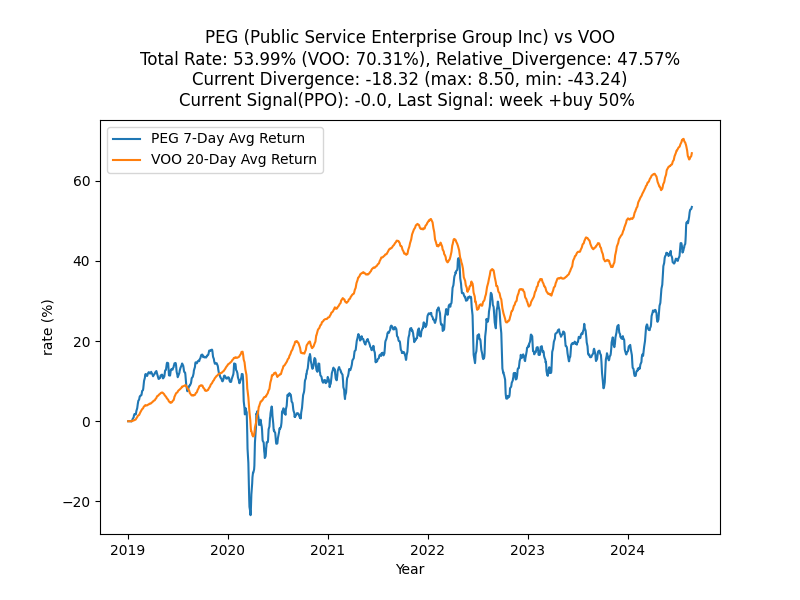 PEG (Public Service Enterprise Group Inc) vs VOO
Total Rate: 53.99% (VOO: 70.31%), Relative_Divergence: 47.57%
Current Divergence: -18.32 (max: 8.50, min: -43.24)
Current Signal(PPO): -0.0, Last Signal: week +buy 50%
PEG 7-Day Avg Return
VOO 20-Day Avg Return
rate (%)
60
40
20
0
−20
2019 2020 2021 2022 2023 2024
Year